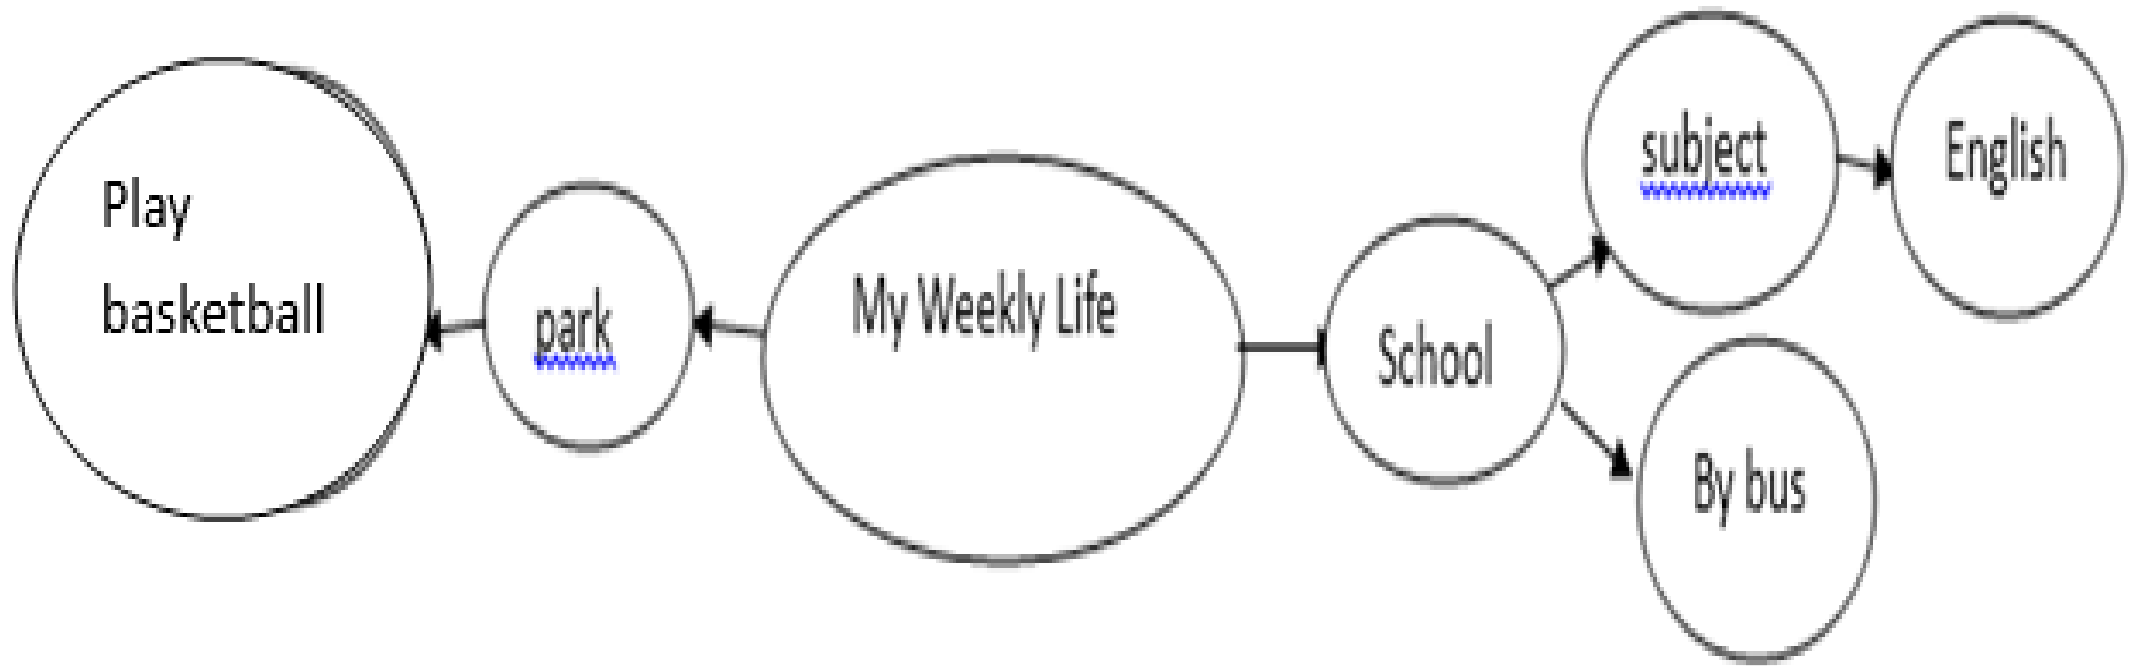 Play
basketball
park
My Weekly Life
School
subject
English
By bus